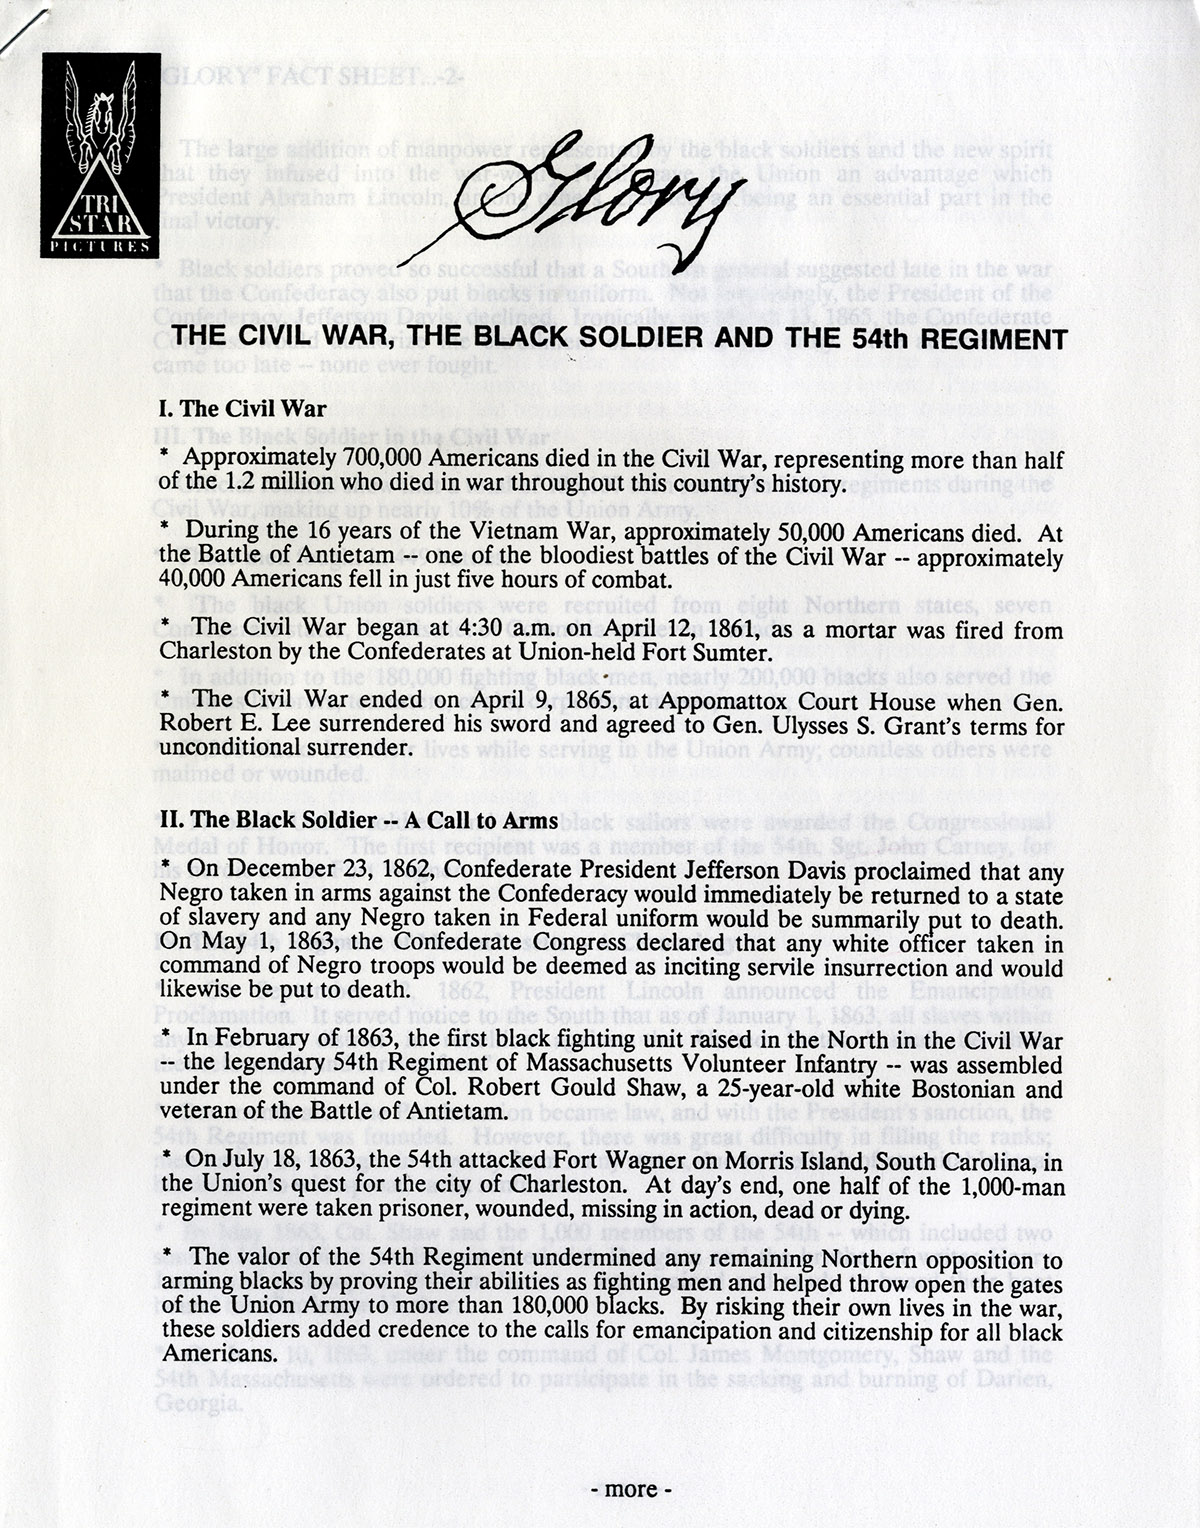 TRI
STAR
PICTURES
Glory
THE CIVIL WAR, THE BLACK SOLDIER AND THE 54th REGIMENT
I. The Civil War
* Approximately 700,000 Americans died in the Civil War, representing more than half
of the 1.2 million who died in war throughout this country's history.
* During the 16 years of the Vietnam War, approximately 50,000 Americans died. At
the Battle of Antietam -- one of the bloodiest battles of the Civil War -- approximately
40,000 Americans fell in just five hours of combat.
* The Civil War began at 4:30 a.m. on April 12, 1861, as a mortar was fired from
Charleston by the Confederates at Union-held Fort Sumter.
* The Civil War ended on April 9, 1865, at Appomattox Court House when Gen.
Robert E. Lee surrendered his sword and agreed to Gen. Ulysses S. Grant's terms for
unconditional surrender.
II. The Black Soldier -- A Call to Arms
* On December 23, 1862, Confederate President Jefferson Davis proclaimed that any
Negro taken in arms against the Confederacy would immediately be returned to a state
of slavery and any Negro taken in Federal uniform would be summarily put to death.
On May 1, 1863, the Confederate Congress declared that any white officer taken in
command of Negro troops would be deemed as inciting servile insurrection and would
likewise be put to death.
* In February of 1863, the first black fighting unit raised in the North in the Civil War
-- the legendary 54th Regiment of Massachusetts Volunteer Infantry -- was assembled
under the command of Col. Robert Gould Shaw, a 25-year-old white Bostonian and
veteran of the Battle of Antietam.
* On July 18, 1863, the 54th attacked Fort Wagner on Morris Island, South Carolina, in
the Union's quest for the city of Charleston. At day's end, one half of the 1,000-man
regiment were taken prisoner, wounded, missing in action, dead or dying.
* The valor of the 54th Regiment undermined any remaining Northern opposition to
arming blacks by proving their abilities as fighting men and helped throw open the gates
of the Union Army to more than 180,000 blacks. By risking their own lives in the war,
these soldiers added credence to the calls for emancipation and citizenship for all black
Americans.
- more -